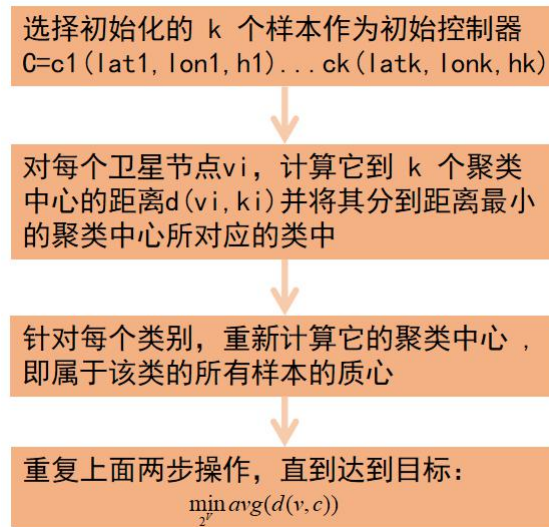 选择初始化的 k 个样本作为初始控制器
C=c1(lat1,lon1,h1)...ck(latk,lonk,hk)
对每个卫星节点vi，计算它到 k 个聚类
中心的距离d(vi,ki)并将其分到距离最小
的聚类中心所对应的类中
针对每个类别，重新计算它的聚类中心 ，
即属于该类的所有样本的质心
重复上面两步操作，直到达到目标：
min avg(d(v,c))
2^V